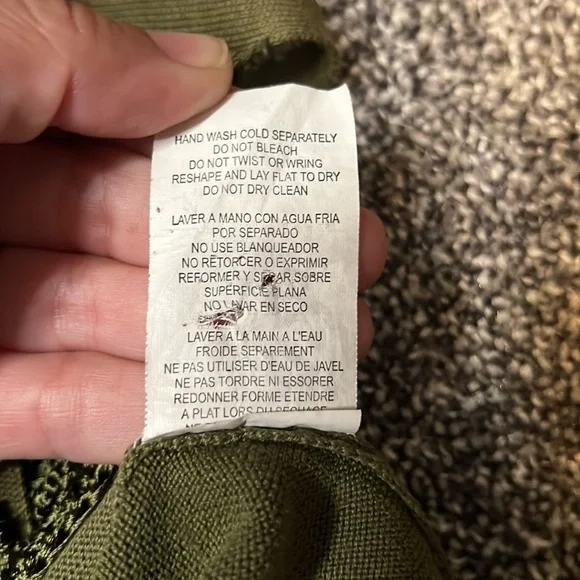 HAND WASH COLD SEPARATELY
DO NOT BLEACH
DO NOT TWIST OR WRING
RESHAPE AND LAY FLAT TO DRY
DO NOT DRY CLEAN
LAVER A MANO CON AGUA FRIA
POR SEPARADO
NO USE BLANQUEADOR
NO RETORCER O EXPRIMIR
REFORMER Y SOBRE
SUPERFICIE PLANA
NO EN SECO
LAVER A LA MAIN A L'EAU
FROIDE SEPAREMENT
NE PAS UTILISER D'EAU DE JAVEL
NE PAS TORDRE NI ESSORER
REDONNER FORME ETENDRE
A PLAT LORS DU SECHAGE